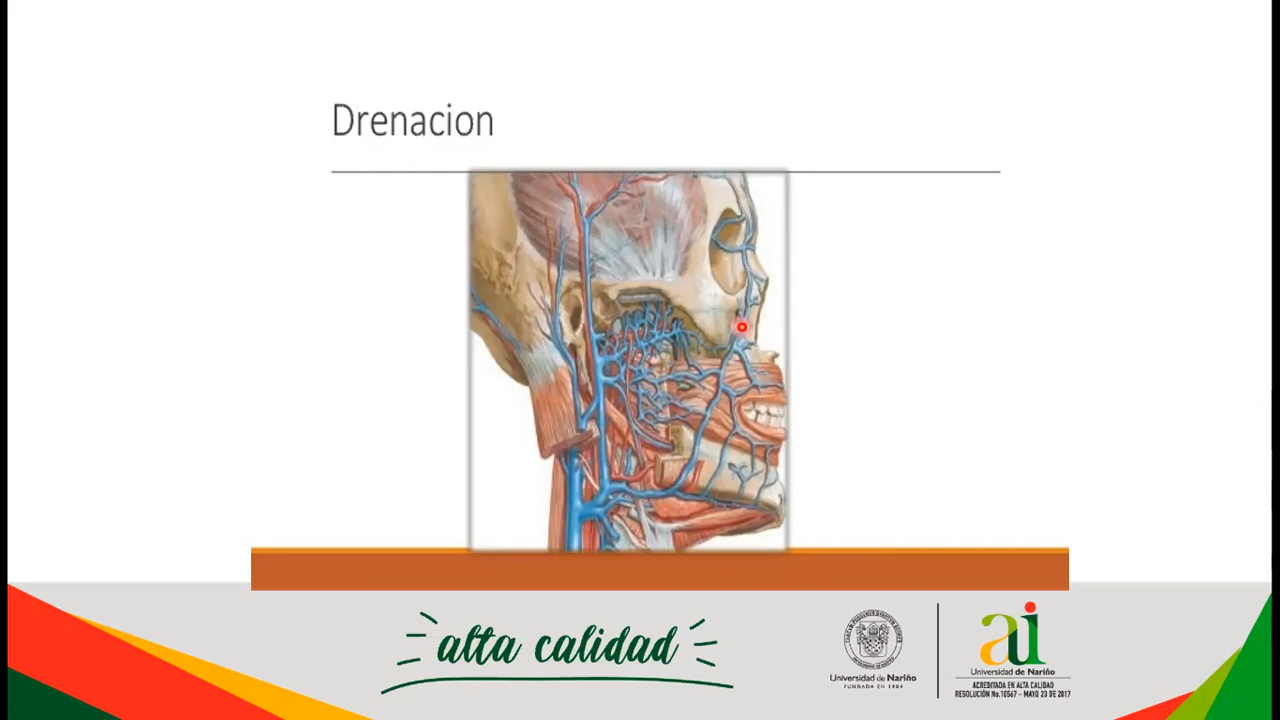 Drenacion
alta calidad
Universidad de Nariño
FUNDADA EN 1904
Universidad de Nariño
ACREDITADA EN ALTA CALIDAD
RESOLUCIÓN No.10567 – MAYO 23 DE 2017